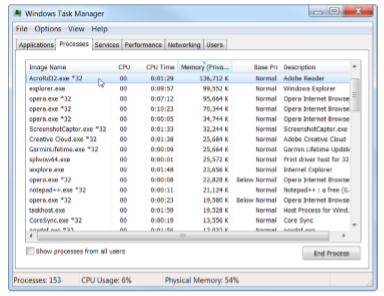 Windows Task Manager
File Options View Help
Applications Processes Services Performance Networking Users
Image Name CPU CPU Time Memory (Priva... Base Pri Description
AcroRd32.exe *32 00 0:01:29 136,712 K Normal Adobe Reader
explorer.exe 00 0:09:57 99,552 K Normal Windows Explorer
opera.exe *32 00 0:07:12 95,664 K Normal Opera Internet Browse
opera.exe *32 00 0:10:23 70,344 K Normal Opera Internet Browse
opera.exe *32 00 0:00:05 34,744 K Normal Opera Internet Browse
ScreenshotCaptor.exe *32 00 0:01:33 32,244 K Normal ScreenshotCaptor.exe
Creative Cloud.exe *32 00 0:01:38 25,684 K Normal Adobe Creative Cloud
GarminLifetime.exe *32 00 0:00:09 25,664 K Normal Garmin Lifetime Updat
splwow64.exe 00 0:00:01 25,572 K Normal Print driver host for 32
iexplore.exe 00 0:01:48 23,656 K Normal Internet Explorer
opera.exe *32 00 0:00:08 22,828 K Below Normal Opera Internet Browse
notepad++.exe *32 00 0:00:11 21,124 K Normal Notepad++ : a free (G.
opera.exe *32 00 0:00:23 19,580 K Below Normal Opera Internet Browse
taskhost.exe 00 0:01:59 19,528 K Normal Host Process for Wind.
CoreSync.exe *32 00 0:00:19 13,556 K Normal Core Sync
Show processes from all users End Process
Processes: 153 CPU Usage: 6% Physical Memory: 54%